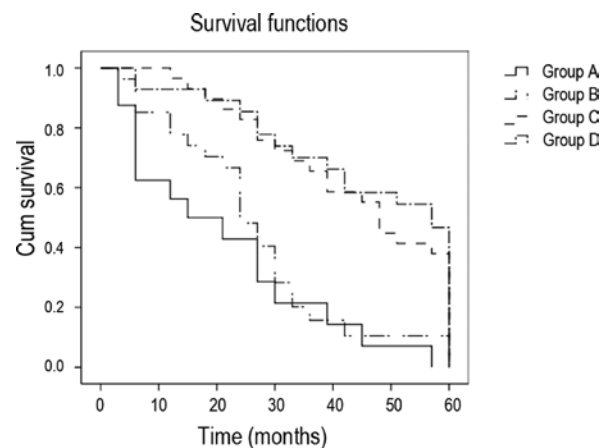 Survival functions
1.0
0.8
0.6
0.4
0.2
0.0
Cum survival
0
10
20
30
40
50
60
Time (months)
Group A
Group B
Group C
Group D